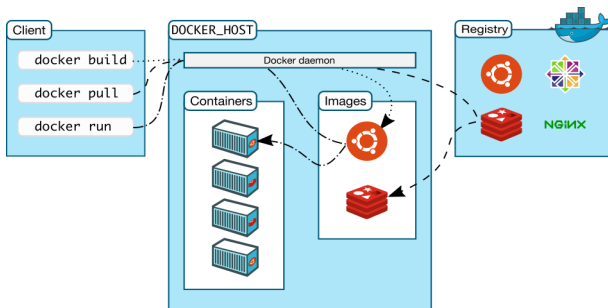 Client
docker build
docker pull
docker run
DOCKER_HOST
Docker daemon
Containers
Images
Registry
NGINX